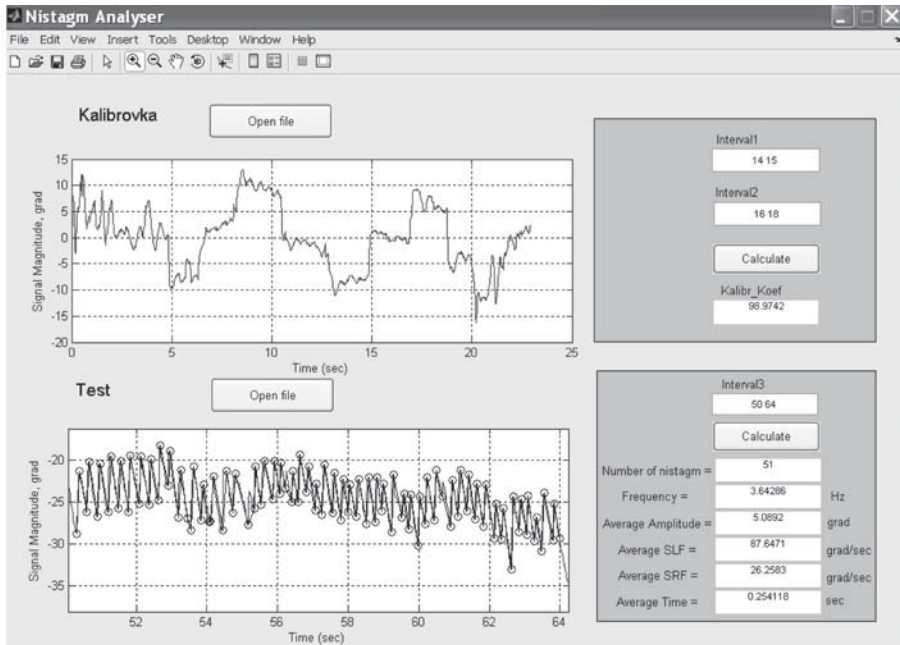 Nistagm Analyser
File Edit View Insert Tools Desktop Window Help
Kalibrovka
Open file
Signal Magnitude, grad
15
10
5
0
-5
-10
-15
-20
0 5 10 15 20 25
Time (sec)
Interval1
14 15
Interval2
16 18
Calculate
Kalibr_Koef
98.9742
Test
Open file
Signal Magnitude, grad
-20
-25
-30
-35
52 54 56 58 60 62 64
Time (sec)
Interval3
50 64
Calculate
Number of nistagm = 51
Frequency = 3.64286 Hz
Average Amplitude = 5.0892 grad
Average SLF = 87.6471 grad/sec
Average SRF = 26.2583 grad/sec
Average Time = 0.254118 sec